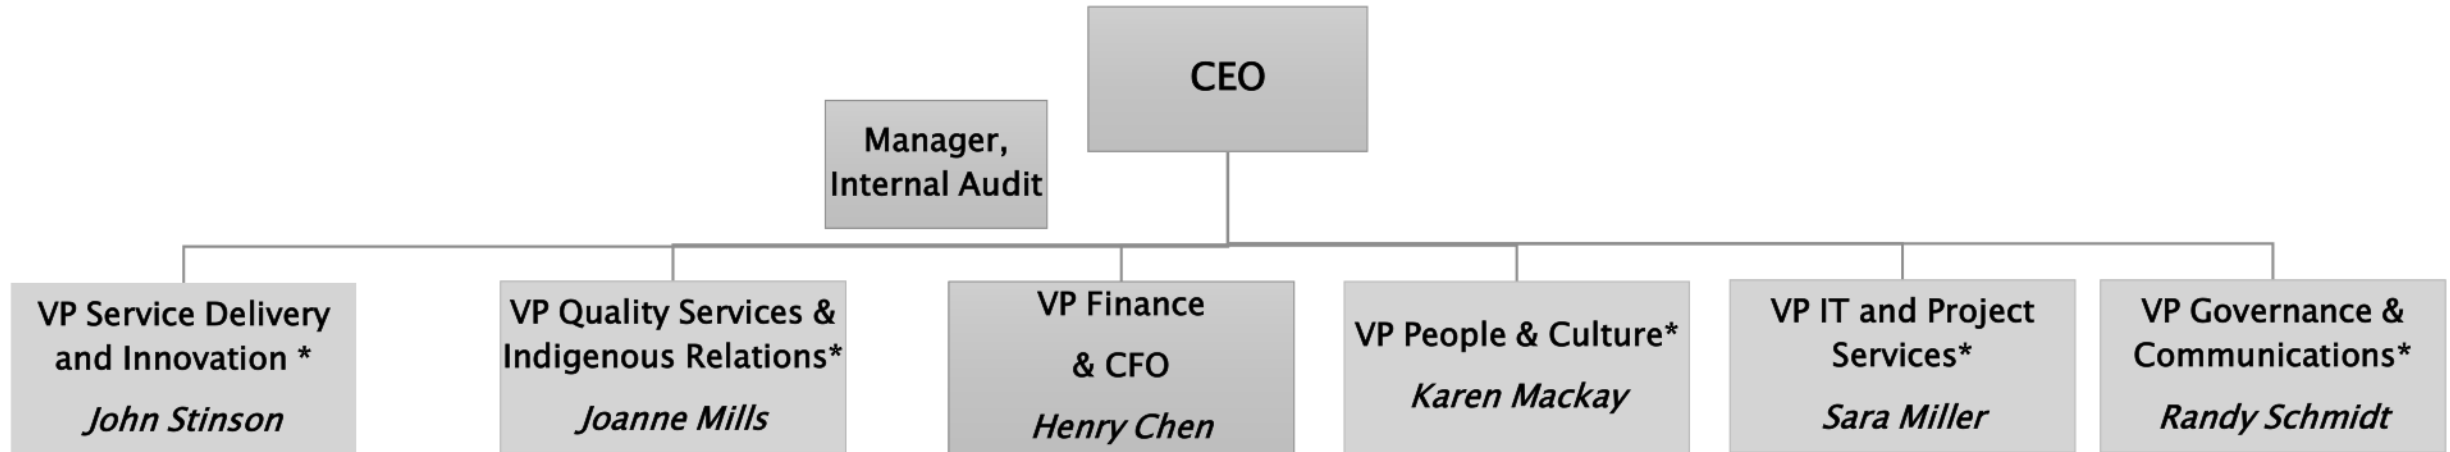 CEO
Manager,
Internal Audit
VP Service Delivery
and Innovation *
John Stinson
VP Quality Services &
Indigenous Relations*
Joanne Mills
VP Finance
& CFO
Henry Chen
VP People & Culture*
Karen Mackay
VP IT and Project
Services*
Sara Miller
VP Governance &
Communications*
Randy Schmidt